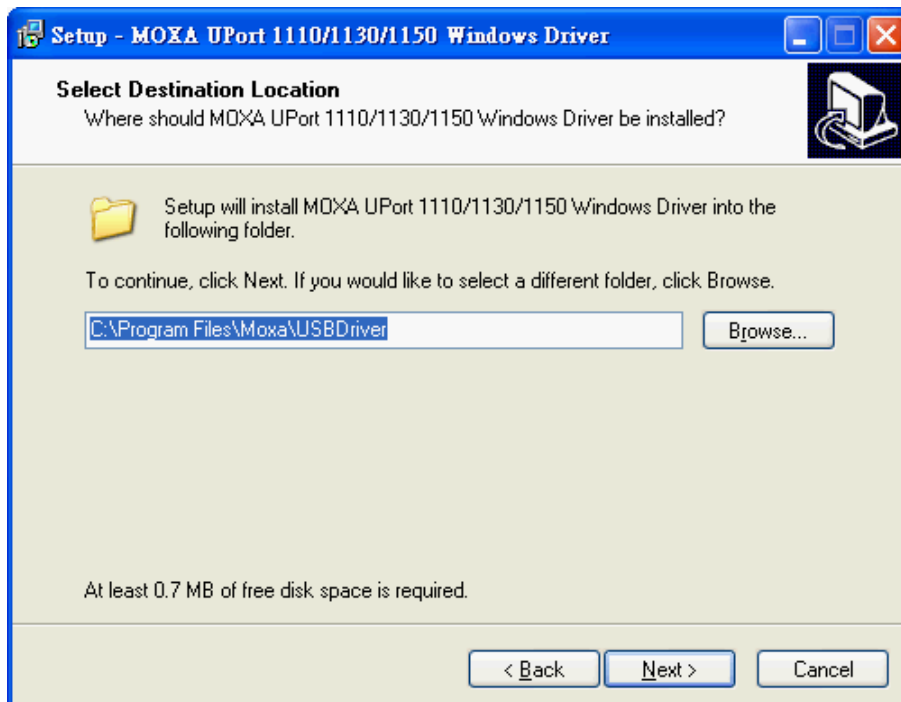 Setup - MOXA UPort 1110/1130/1150 Windows Driver
Select Destination Location
Where should MOXA UPort 1110/1130/1150 Windows Driver be installed?
Setup will install MOXA UPort 1110/1130/1150 Windows Driver into the
following folder.
To continue, click Next. If you would like to select a different folder, click Browse.
C:\Program Files\Moxa\USBDriver
Browse...
At least 0.7 MB of free disk space is required.
< Back
Next >
Cancel